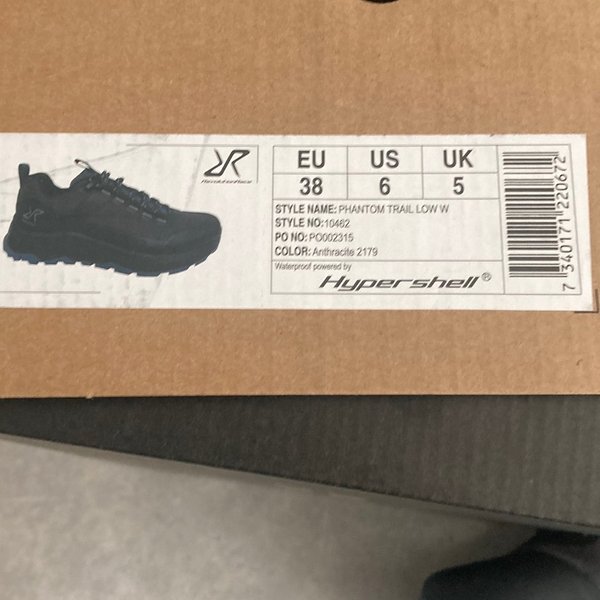 RevolutionRace
EU US UK
38 6 5
STYLE NAME: PHANTOM TRAIL LOW W
STYLE NO:10462
PO NO: PO002315
COLOR: Anthracite 2179
Waterproof powered by
Hypershell®
7 340171 220672